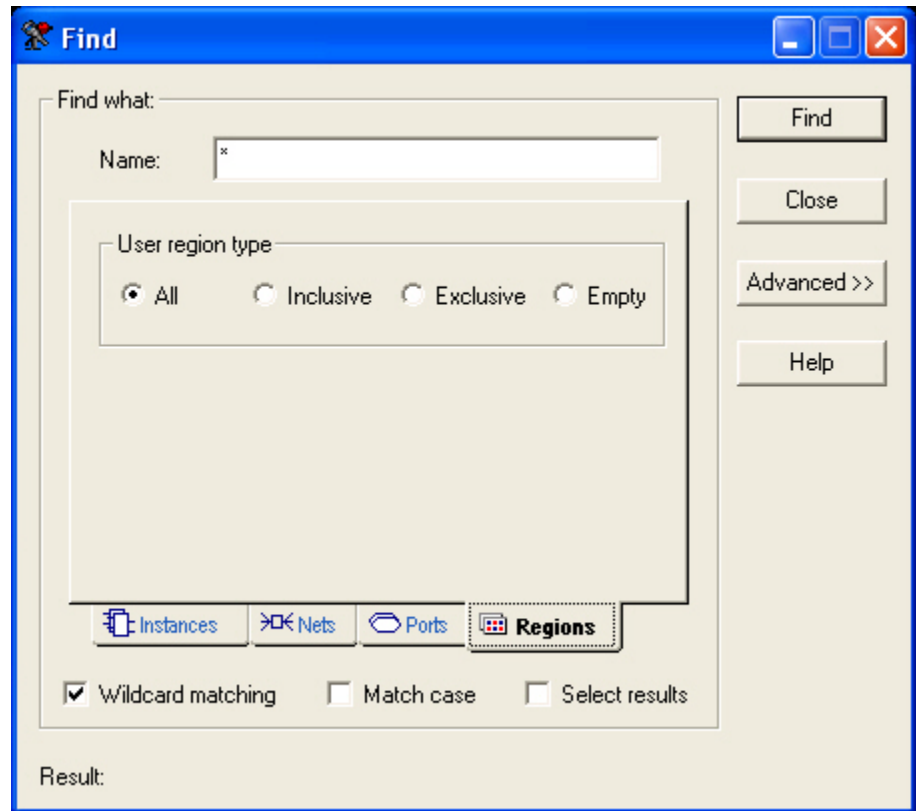 Find
Find what:
Name: *
User region type
All Inclusive Exclusive Empty
Instances Nets Ports Regions
Wildcard matching Match case Select results
Result:
Find
Close
Advanced >>
Help